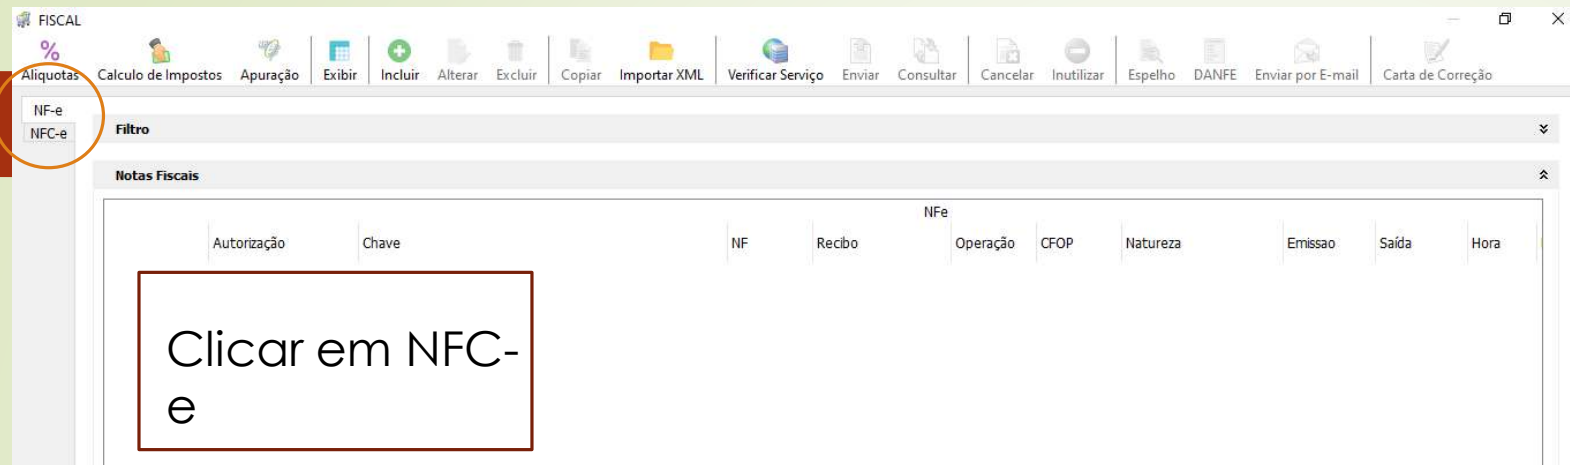 FISCAL
Aliquotas Calculo de Impostos Apuração Exibir Incluir Alterar Excluir Copiar Importar XML Verificar Serviço Enviar Consultar Cancelar Inutilizar Espelho DANFE Enviar por E-mail Carta de Correção
NF-e
NFC-e
Filtro
Notas Fiscais
NFe
Autorização Chave NF Recibo Operação CFOP Natureza Emissao Saída Hora
Clicar em NFC-
e